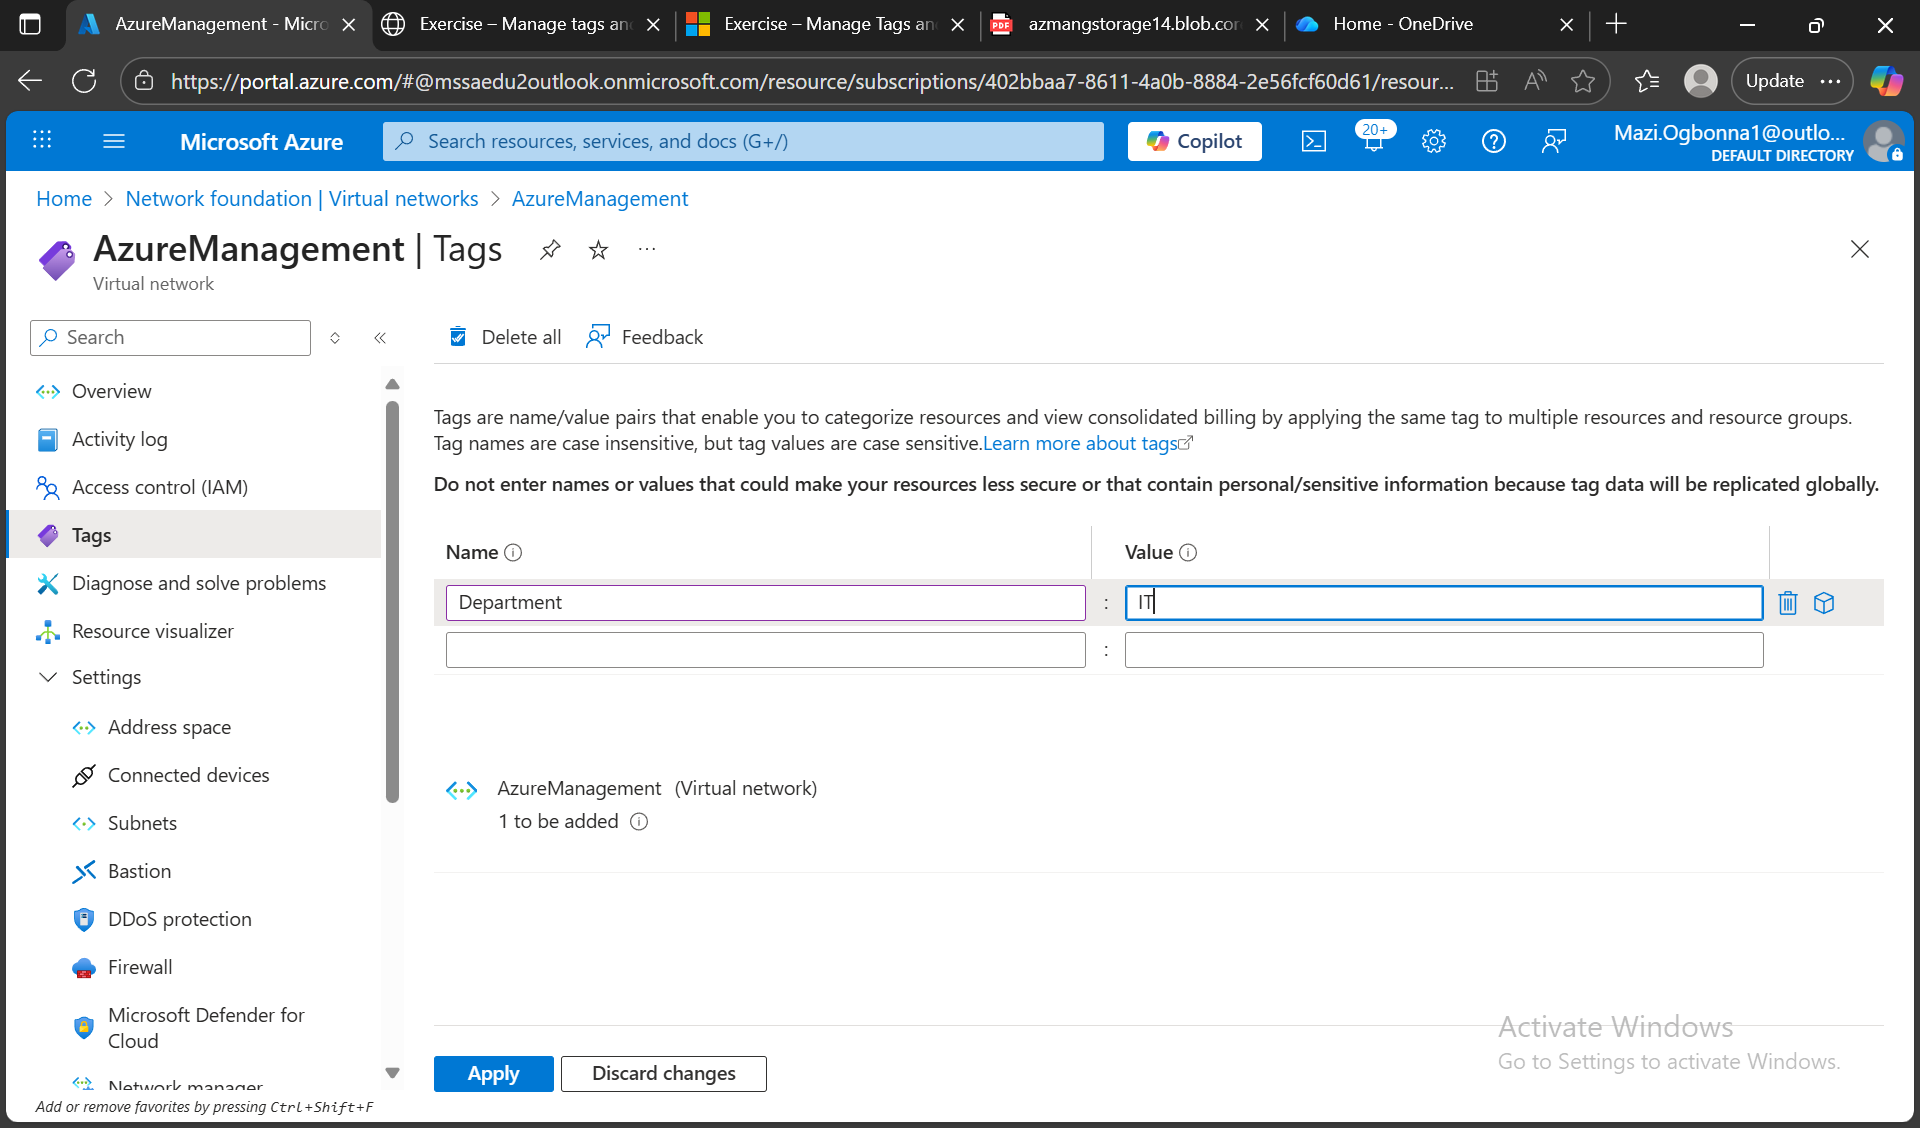 AzureManagement - Micro
Exercise – Manage tags an
Exercise – Manage Tags an
PDF
azmangstorage14.blob.cor
Home - OneDrive
https://portal.azure.com/#@mssaedu2outlook.onmicrosoft.com/resource/subscriptions/402bbaa7-8611-4a0b-8884-2e56fcf60d61/resour...
Update
Microsoft Azure
Search resources, services, and docs (G+/)
Copilot
20+
Mazi.Ogbonna1@outlo...
DEFAULT DIRECTORY
Home > Network foundation | Virtual networks > AzureManagement
AzureManagement | Tags
Virtual network
Search
Delete all
Feedback
Overview
Activity log
Access control (IAM)
Tags
Diagnose and solve problems
Resource visualizer
Settings
Address space
Connected devices
Subnets
Bastion
DDoS protection
Firewall
Microsoft Defender for
Cloud
Network manager
Add or remove favorites by pressing Ctrl+Shift+F
Tags are name/value pairs that enable you to categorize resources and view consolidated billing by applying the same tag to multiple resources and resource groups.
Tag names are case insensitive, but tag values are case sensitive.Learn more about tags
Do not enter names or values that could make your resources less secure or that contain personal/sensitive information because tag data will be replicated globally.
Name
Value
Department : IT
:
AzureManagement (Virtual network)
1 to be added
Apply
Discard changes
Activate Windows
Go to Settings to activate Windows.